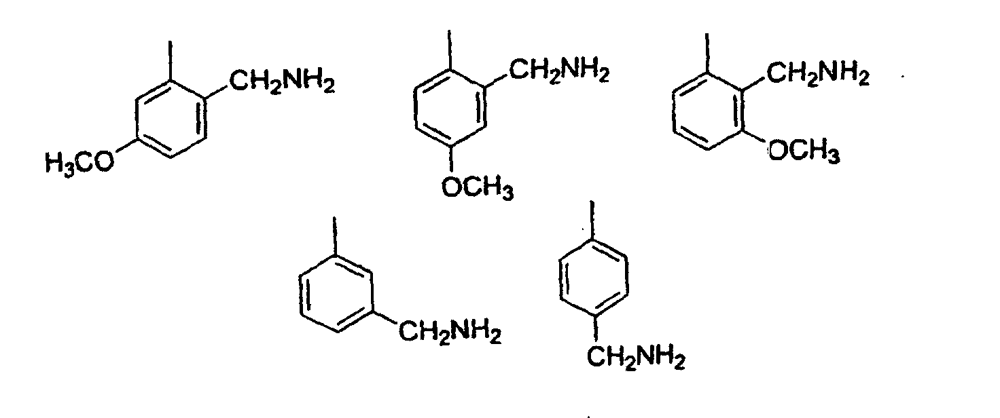 CH₂NH₂ CH₂NH₂ CH₂NH₂
H₃CO OCH₃ OCH₃
CH₂NH₂ CH₂NH₂